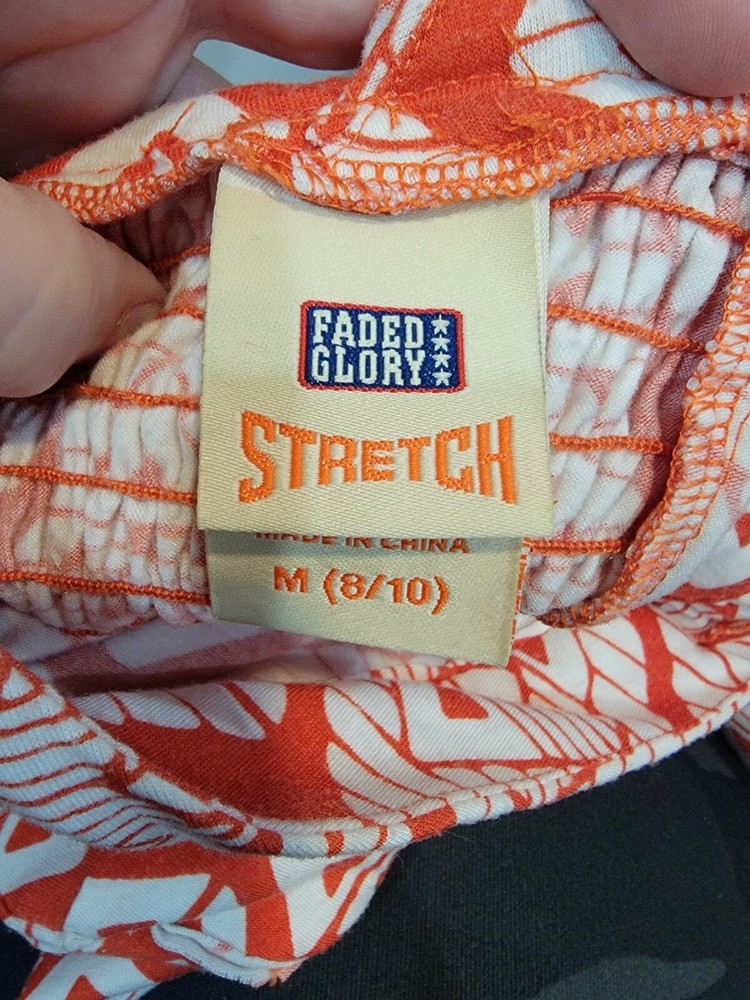 FADED
GLORY
STRETCH
MADE IN CHINA
M (8/10)